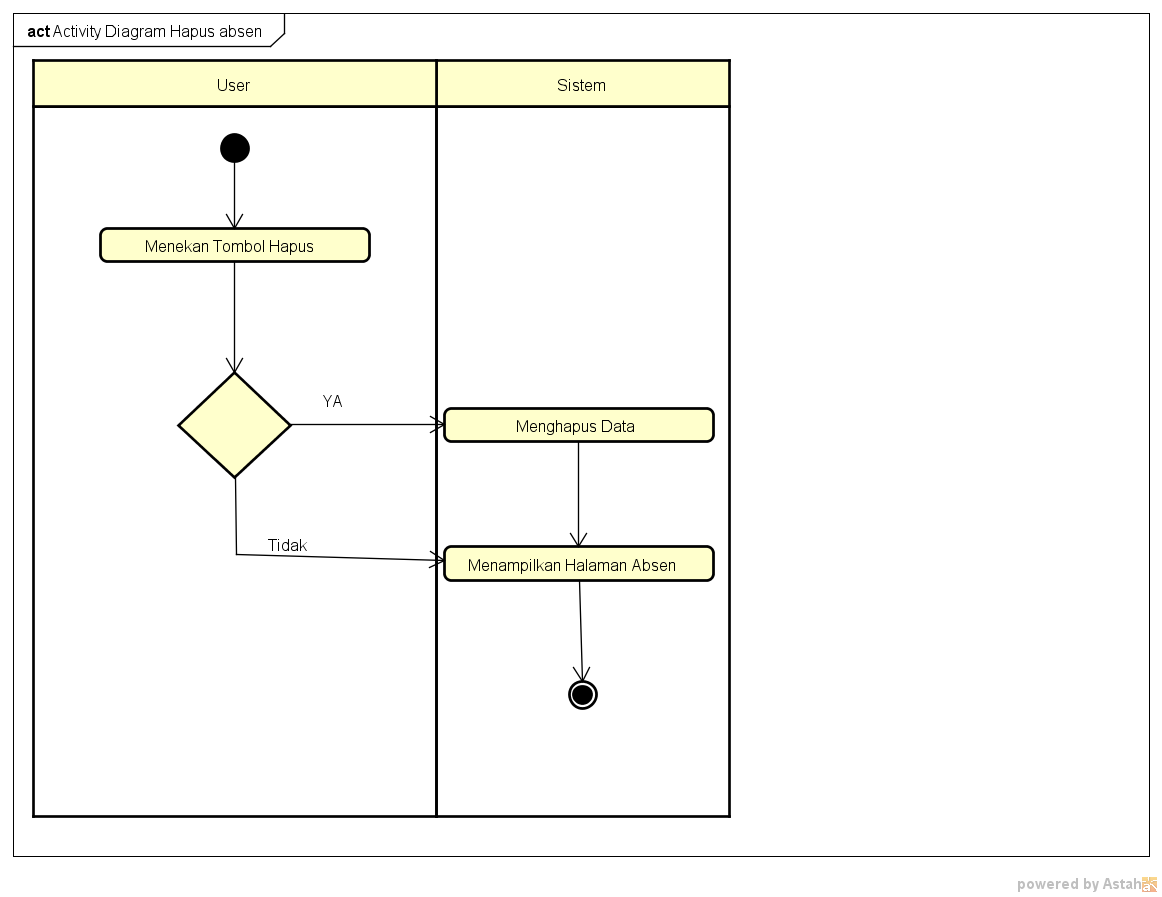 act Activity Diagram Hapus absen
User
Sistem
Menekan Tombol Hapus
YA
Menghapus Data
Tidak
Menampilkan Halaman Absen
powered by Astah